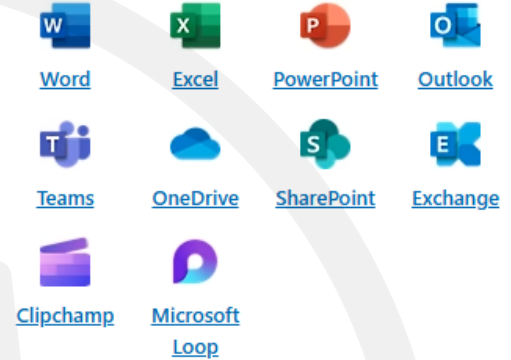 W X P O
Word Excel PowerPoint Outlook
T S E
Teams OneDrive SharePoint Exchange
Clipchamp Microsoft
Loop